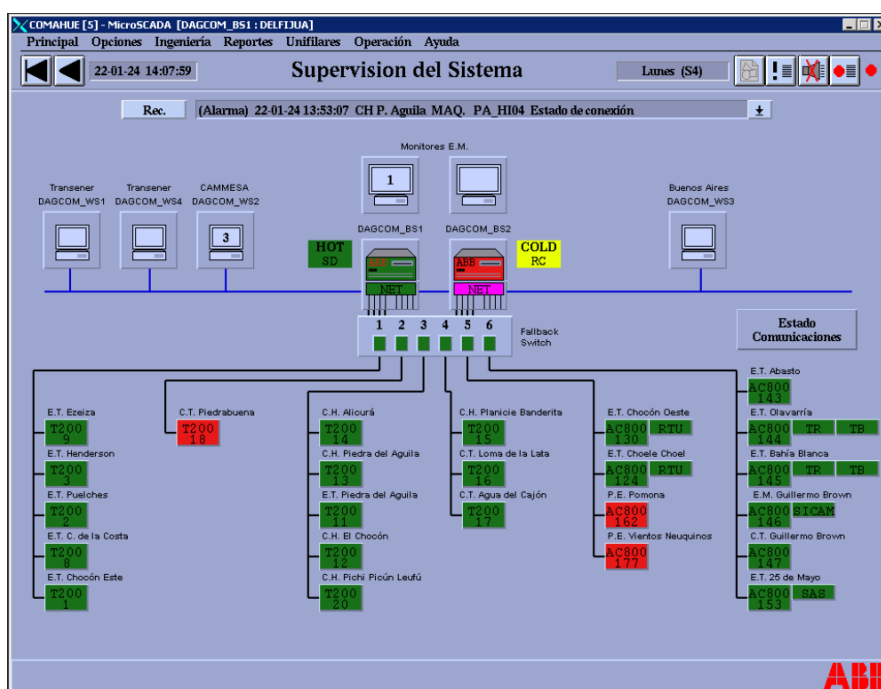 COMAHUE [5] - MicroSCADA [DAGCOM_BS1 : DELFIJUA]
Principal Opciones Ingeniería Reportes Unifilares Operación Ayuda
22-01-24 14:07:59 Supervision del Sistema Lunes (S4)
Rec. (Alarma) 22-01-24 13:53:07 CH P. Aguila MAQ. PA_HI04 Estado de conexión
Monitores E.M.
1
Transener Transener CAMMESA Buenos Aires
DAGCOM_WS1 DAGCOM_WS4 DAGCOM_WS2 DAGCOM_WS3
3
DAGCOM_BS1 DAGCOM_BS2
HOT COLD
SD ABB ABB RC
NET NET
1 2 3 4 5 6
Fallback
Switch
Estado
Comunicaciones
E.T. Ezeiza
T200
9
E.T. Henderson
T200
3
E.T. Puelches
T200
2
E.T. C. de la Costa
T200
8
E.T. Chocón Este
T200
1
C.T. Piedrabuena
T200
18
C.H. Alicurá
T200
14
C.H. Piedra del Aguila
T200
13
E.T. Piedra del Aguila
T200
11
C.H. El Chocón
T200
12
C.H. Pichi Picún Leufú
T200
20
C.H. Planicie Banderita
T200
15
C.T. Loma de la Lata
T200
16
C.T. Agua del Cajón
T200
17
E.T. Chocón Oeste
AC800 RTU
130
E.T. Choele Choel
AC800 RTU
124
P.E. Pomona
AC800
162
P.E. Vientos Neuquinos
AC800
177
E.T. Abasto
AC800
143
E.T. Olavarría
AC800 TR TB
144
E.T. Bahía Blanca
AC800 TR TB
145
E.M. Guillermo Brown
AC800 SICAM
146
C.T. Guillermo Brown
AC800
147
E.T. 25 de Mayo
AC800 SAS
153
ABB